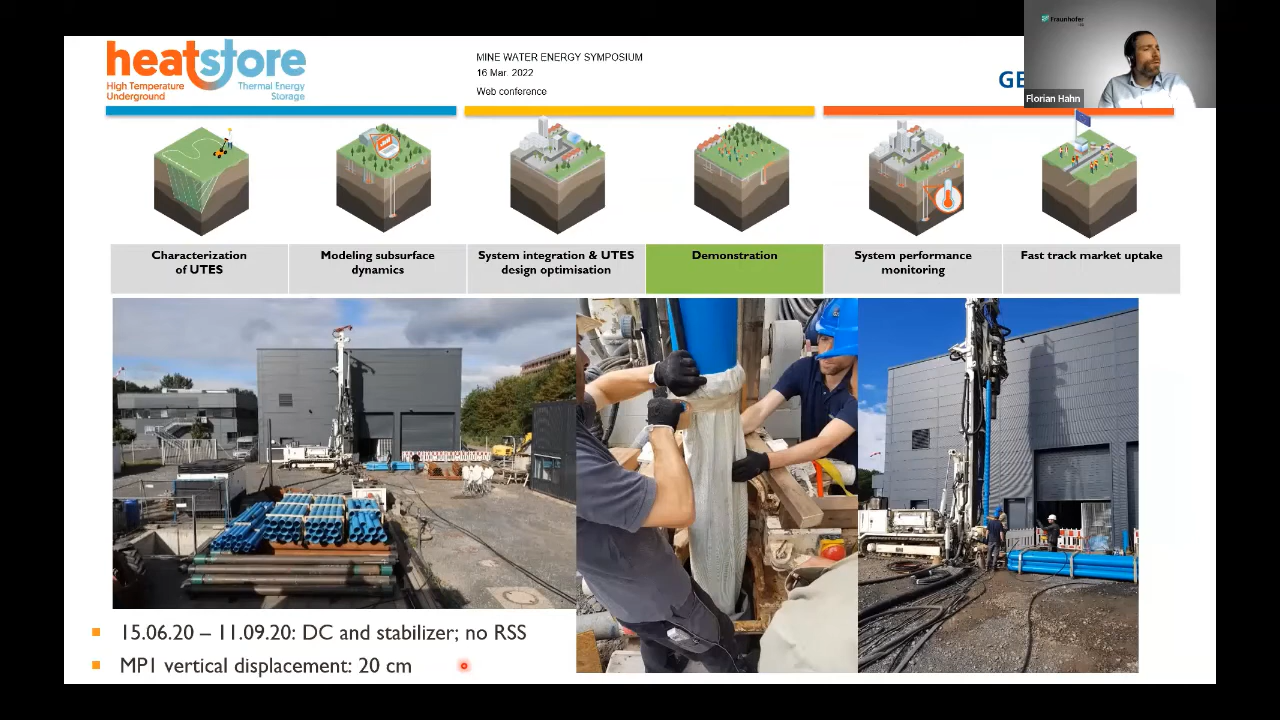 heatstore
High Temperature
Underground
Thermal Energy
Storage
MINE WATER ENERGY SYMPOSIUM
16 Mar. 2022
Web conference
GE
Fraunhofer
Florian Hahn
Characterization
of UTES
Modeling subsurface
dynamics
System integration & UTES
design optimisation
Demonstration
System performance
monitoring
Fast track market uptake
15.06.20 – 11.09.20: DC and stabilizer; no RSS
MP1 vertical displacement: 20 cm